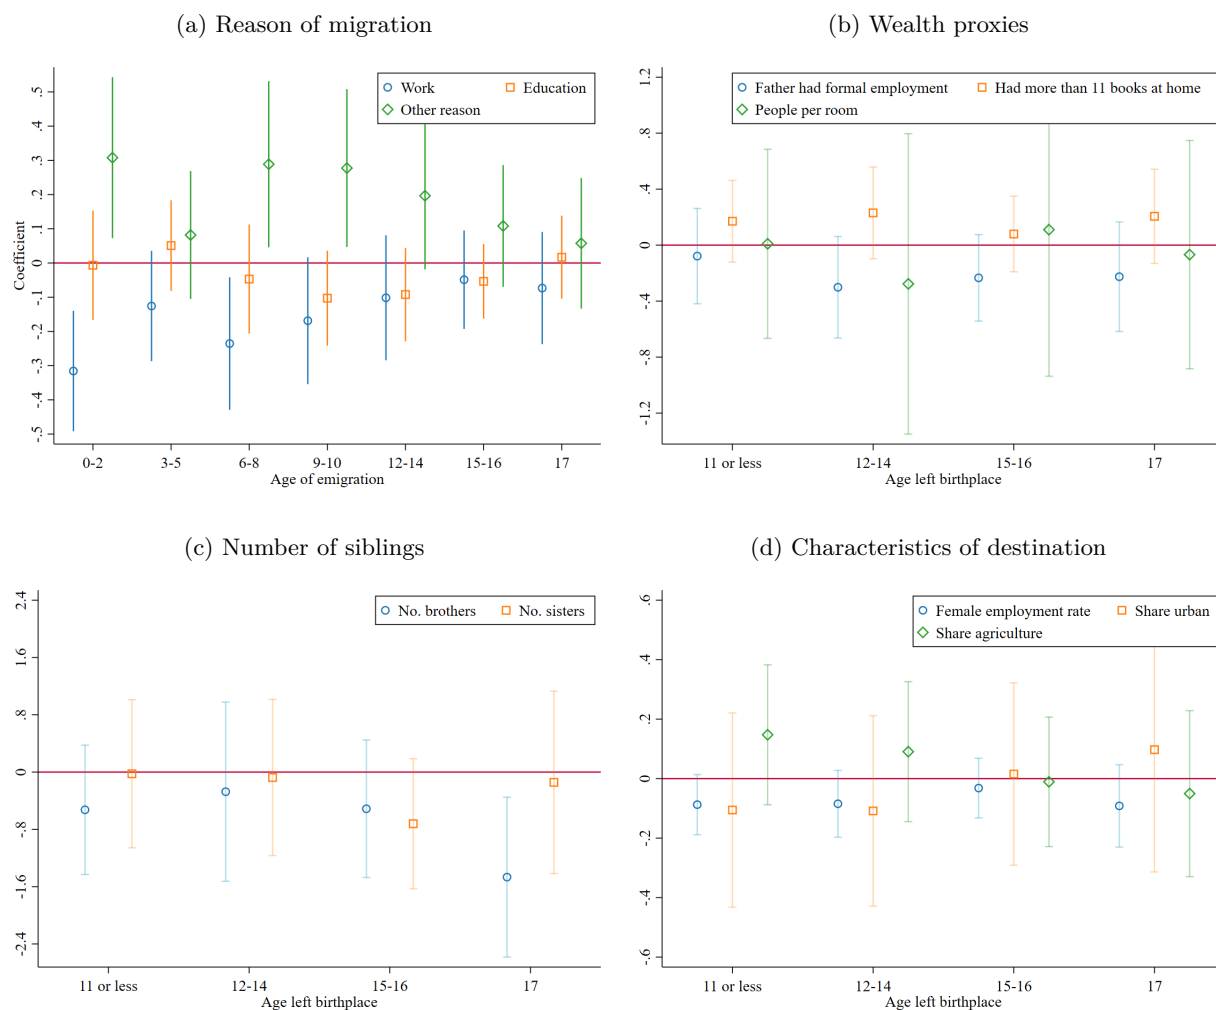 (a) Reason of migration
Work Education
Other reason
Coefficient
.5
.4
.3
.2
.1
0
-.1
-.2
-.3
-.4
-.5
0-2 3-5 6-8 9-10 12-14 15-16 17
Age of emigration
(b) Wealth proxies
Father had formal employment Had more than 11 books at home
People per room
1.2
.8
.4
0
-.4
-.8
-1.2
11 or less 12-14 15-16 17
Age left birthplace
(c) Number of siblings
No. brothers No. sisters
2.4
1.6
.8
0
-.8
-1.6
-2.4
11 or less 12-14 15-16 17
Age left birthplace
(d) Characteristics of destination
Female employment rate Share urban
Share agriculture
.6
.4
.2
0
-.2
-.4
-.6
11 or less 12-14 15-16 17
Age left birthplace